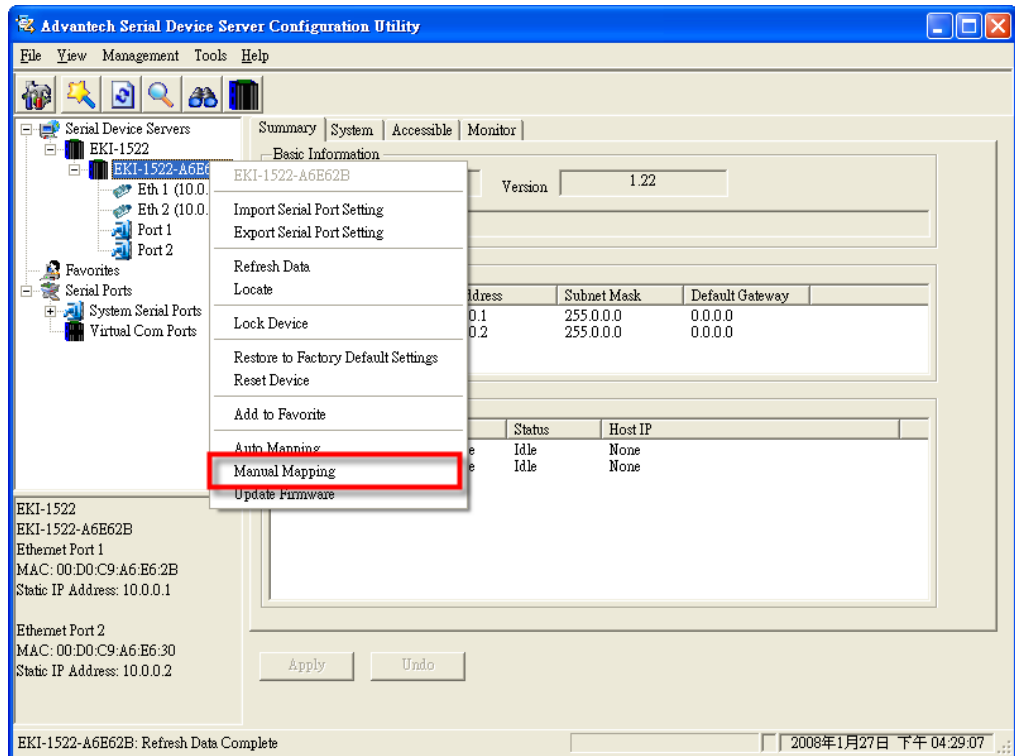 Advantech Serial Device Server Configuration Utility
File View Management Tools Help
Serial Device Servers
EKI-1522
EKI-1522-A6E6
Eth 1 (10.0.
Eth 2 (10.0.
Port 1
Port 2
Favorites
Serial Ports
System Serial Ports
Virtual Com Ports
EKI-1522-A6E62B
Import Serial Port Setting
Export Serial Port Setting
Refresh Data
Locate
Lock Device
Restore to Factory Default Settings
Reset Device
Add to Favorite
Auto Mapping
Manual Mapping
Update Firmware
Summary System Accessible Monitor
Basic Information
Version 1.22
ldress Subnet Mask Default Gateway
0.1 255.0.0.0 0.0.0.0
0.2 255.0.0.0 0.0.0.0
Status Host IP
e Idle None
e Idle None
Apply Undo
EKI-1522
EKI-1522-A6E62B
Ethernet Port 1
MAC: 00:D0:C9:A6:E6:2B
Static IP Address: 10.0.0.1
Ethernet Port 2
MAC: 00:D0:C9:A6:E6:30
Static IP Address: 10.0.0.2
EKI-1522-A6E62B: Refresh Data Complete
2008年1月27日 下午 04:29:07